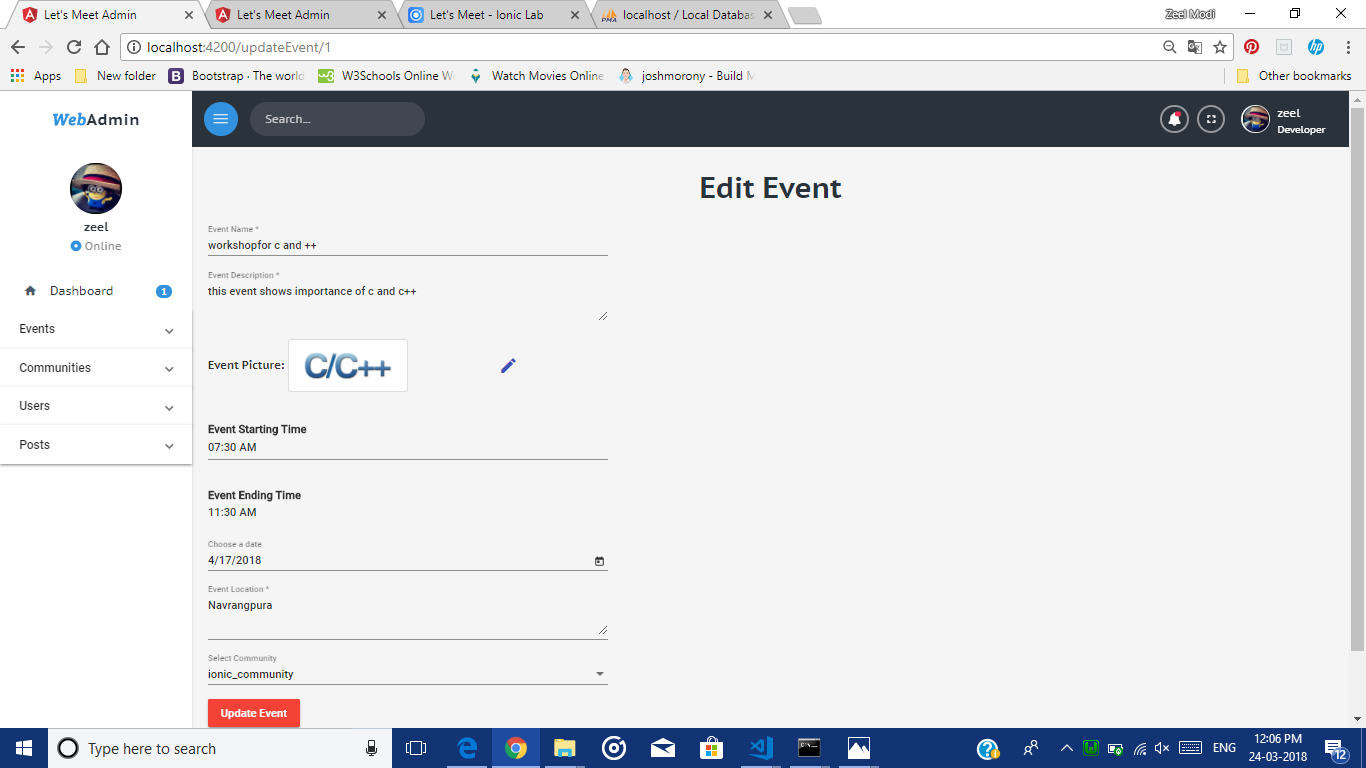 Let's Meet Admin
Let's Meet Admin
Let's Meet - Ionic Lab
localhost / Local Databas
Zeel Modi
localhost:4200/updateEvent/1
Apps
New folder
Bootstrap · The world
W3Schools Online W
Watch Movies Online
joshmorony - Build M
Other bookmarks
WebAdmin
Search...
zeel
Developer
zeel
Online
Dashboard
1
Events
Communities
Users
Posts
Edit Event
Event Name *
workshopfor c and ++
Event Description *
this event shows importance of c and c++
Event Picture:
C/C++
Event Starting Time
07:30 AM
Event Ending Time
11:30 AM
Choose a date
4/17/2018
Event Location *
Navrangpura
Select Community
ionic_community
Update Event
Type here to search
ENG
12:06 PM
24-03-2018
12